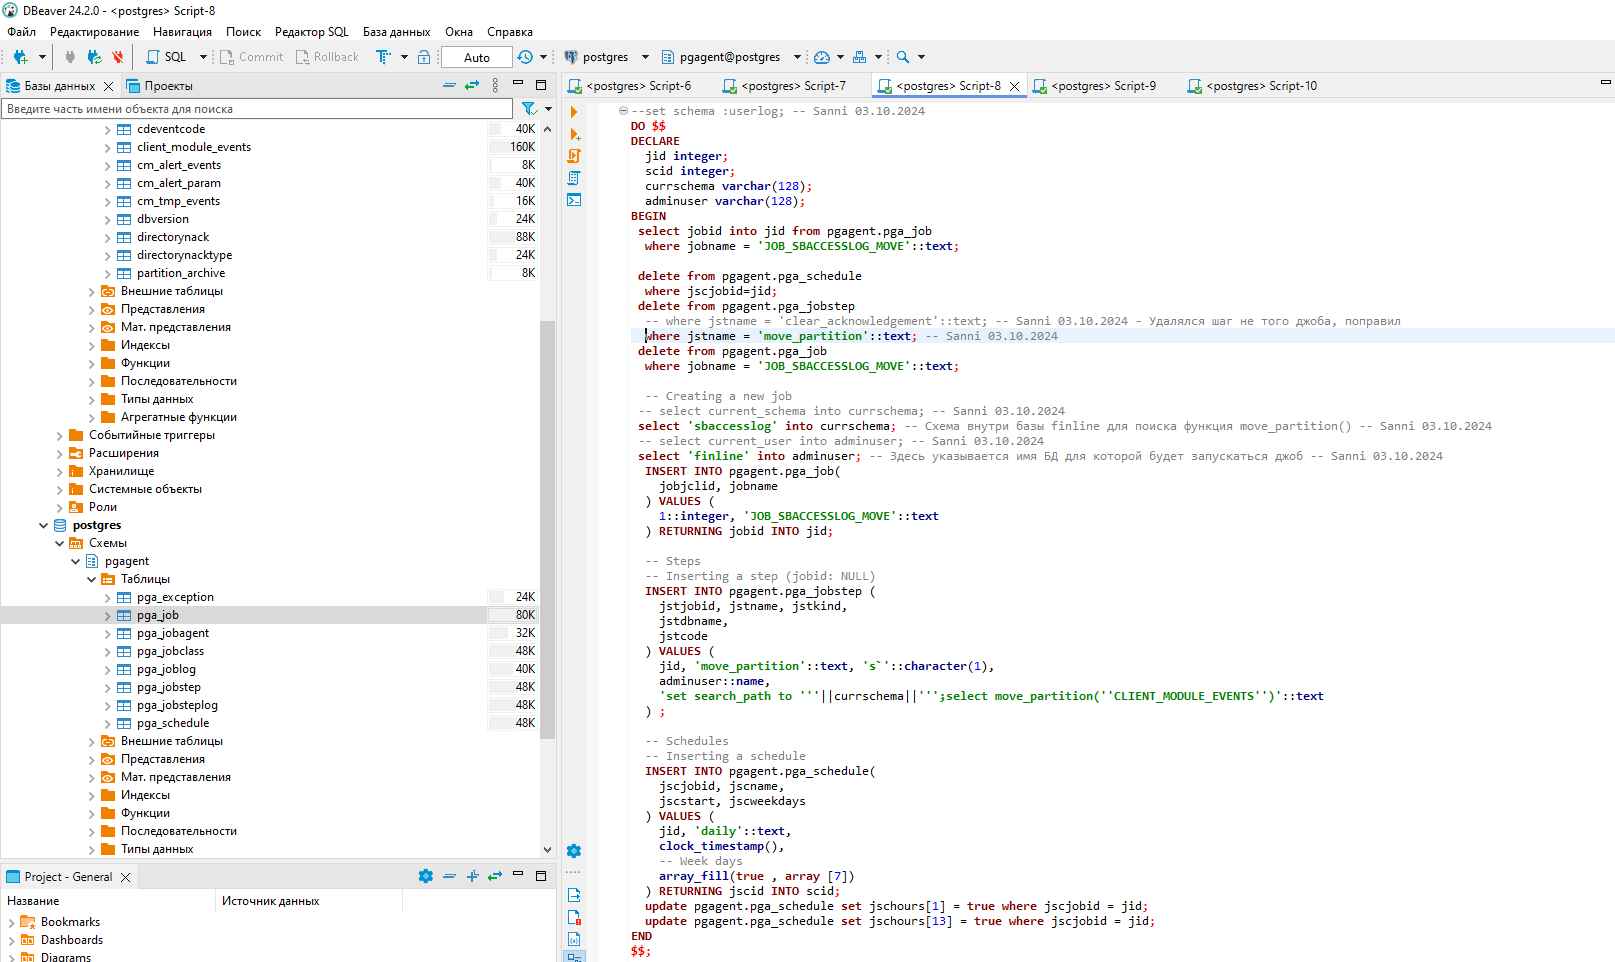 DBeaver 24.2.0 - <postgres> Script-8
Файл Редактирование Навигация Поиск Редактор SQL База данных Окна Справка
SQL Commit Rollback Auto postgres pgagent@postgres
Базы данных Проекты
<postgres> Script-6 <postgres> Script-7 <postgres> Script-8 <postgres> Script-9 <postgres> Script-10
Введите часть имени объекта для поиска
cdeventcode 40K
client_module_events 160K
cm_alert_events 8K
cm_alert_param 40K
cm_tmp_events 16K
dbversion 24K
directorynack 88K
directorynacktype 24K
partition_archive 8K
Внешние таблицы
Представления
Мат. представления
Индексы
Функции
Последовательности
Типы данных
Агрегатные функции
Событийные триггеры
Расширения
Хранилище
Системные объекты
Роли
postgres
Схемы
pgagent
Таблицы
pga_exception 24K
pga_job 80K
pga_jobagent 32K
pga_jobclass 48K
pga_joblog 40K
pga_jobstep 48K
pga_jobsteplog 48K
pga_schedule 48K
Внешние таблицы
Представления
Мат. представления
Индексы
Функции
Последовательности
Типы данных
Project - General
Название Источник данных
Bookmarks
Dashboards
Diagrams
--set schema :userlog; -- Sanni 03.10.2024
DO $$
DECLARE
jid integer;
scid integer;
currschema varchar(128);
adminuser varchar(128);
BEGIN
select jobid into jid from pgagent.pga_job
where jobname = 'JOB_SBACCESSLOG_MOVE'::text;
delete from pgagent.pga_schedule
where jscjobid=jid;
delete from pgagent.pga_jobstep
-- where jstname = 'clear_acknowledgement'::text; -- Sanni 03.10.2024 - Удалялся шаг не того джоба, поправил
where jstname = 'move_partition'::text; -- Sanni 03.10.2024
delete from pgagent.pga_job
where jobname = 'JOB_SBACCESSLOG_MOVE'::text;
-- Creating a new job
-- select current_schema into currschema; -- Sanni 03.10.2024
select 'sbaccesslog' into currschema; -- Схема внутри базы finline для поиска функция move_partition() -- Sanni 03.10.2024
-- select current_user into adminuser; -- Sanni 03.10.2024
select 'finline' into adminuser; -- Здесь указывается имя БД для которой будет запускаться джоб -- Sanni 03.10.2024
INSERT INTO pgagent.pga_job(
jobjclid, jobname
) VALUES (
1::integer, 'JOB_SBACCESSLOG_MOVE'::text
) RETURNING jobid INTO jid;
-- Steps
-- Inserting a step (jobid: NULL)
INSERT INTO pgagent.pga_jobstep (
jstjobid, jstname, jstkind,
jstdbname,
jstcode
) VALUES (
jid, 'move_partition'::text, 's`'::character(1),
adminuser::name,
'set search_path to '''||currschema||''';select move_partition(''CLIENT_MODULE_EVENTS'')'::text
) ;
-- Schedules
-- Inserting a schedule
INSERT INTO pgagent.pga_schedule(
jscjobid, jscname,
jscstart, jscweekdays
) VALUES (
jid, 'daily'::text,
clock_timestamp(),
-- Week days
array_fill(true , array [7])
) RETURNING jscid INTO scid;
update pgagent.pga_schedule set jschours[1] = true where jscjobid = jid;
update pgagent.pga_schedule set jschours[13] = true where jscjobid = jid;
END
$$;